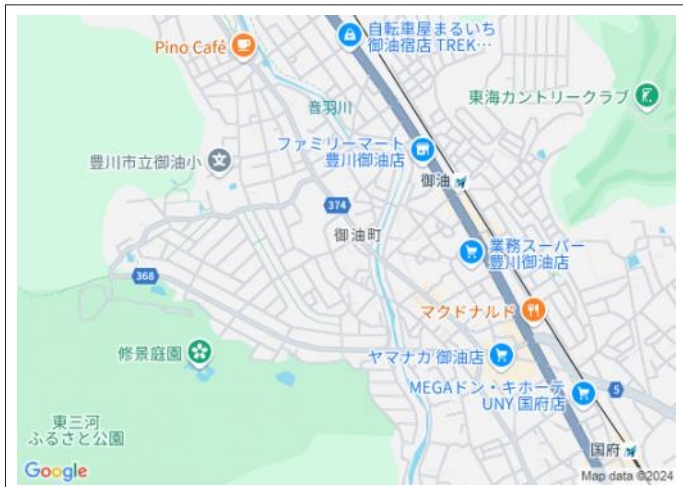 自転車屋まるいち
御油宿店 TREK…
Pino Café
東海カントリークラブ
音羽川
ファミリーマート
豊川御油店
豊川市立御油小
文
御油
374
御油町
業務スーパー
豊川御油店
368
マクドナルド
修景庭園
ヤマナカ 御油店
MEGAドン・キホーテ
UNY 国府店
5
東三河
ふるさと公園
国府
Google
Map data ©2024